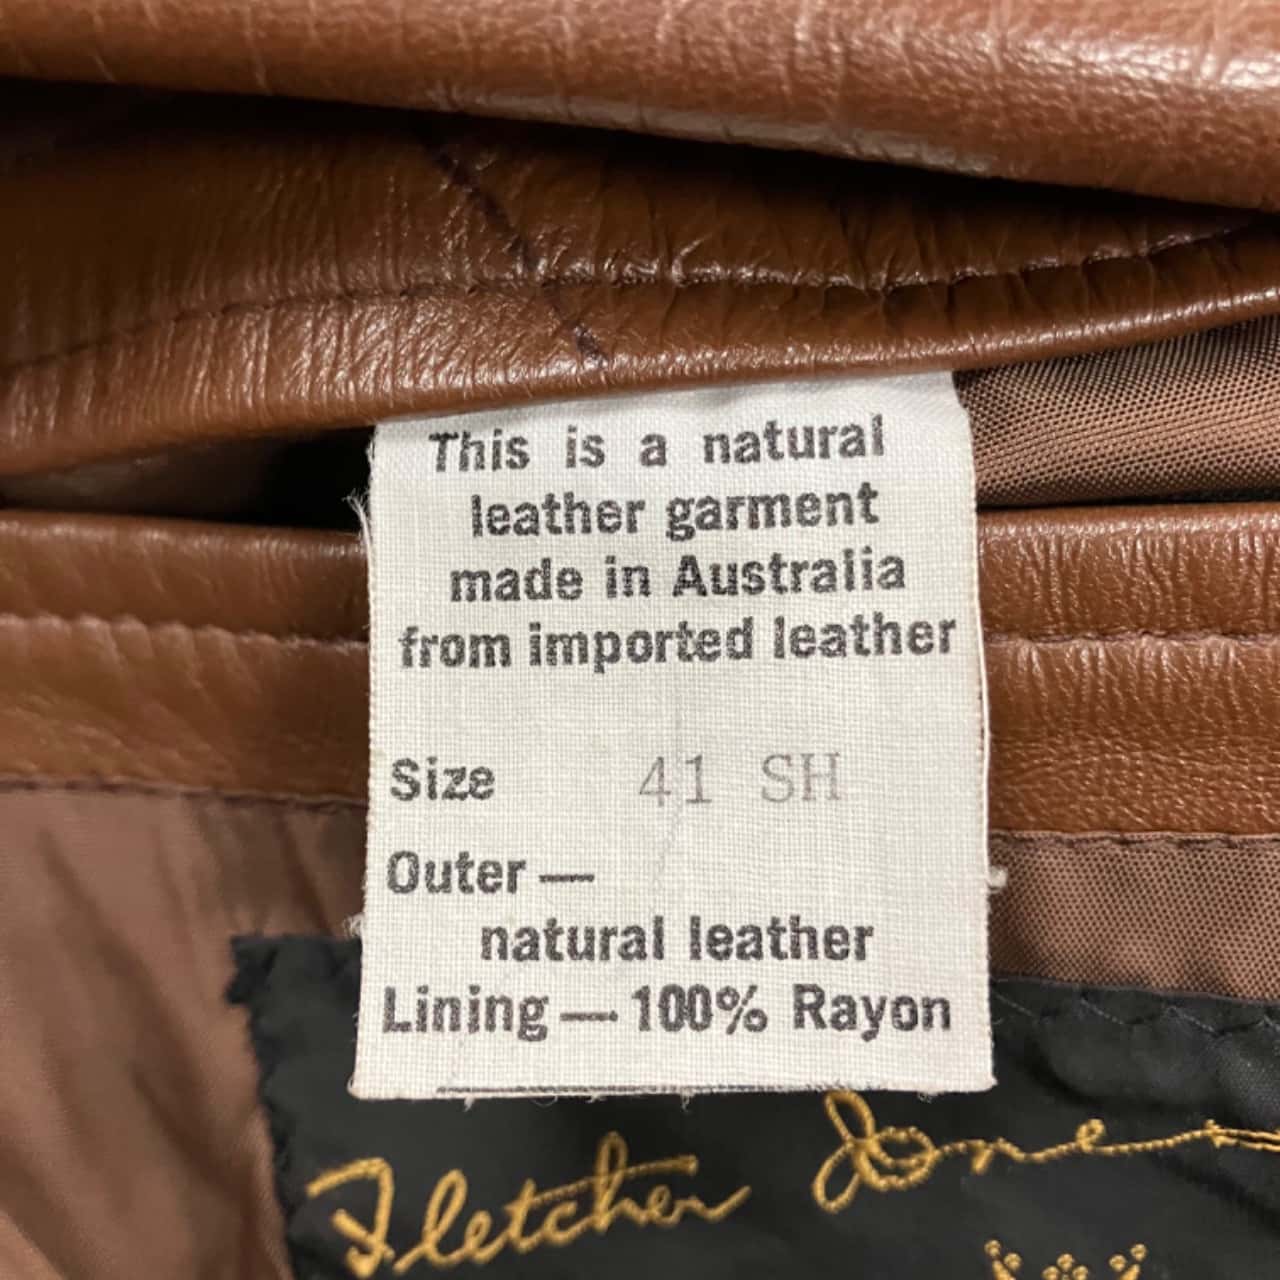 This is a natural
leather garment
made in Australia
from imported leather
Size 41 SH
Outer —
natural leather
Lining — 100% Rayon
Fletcher Jones